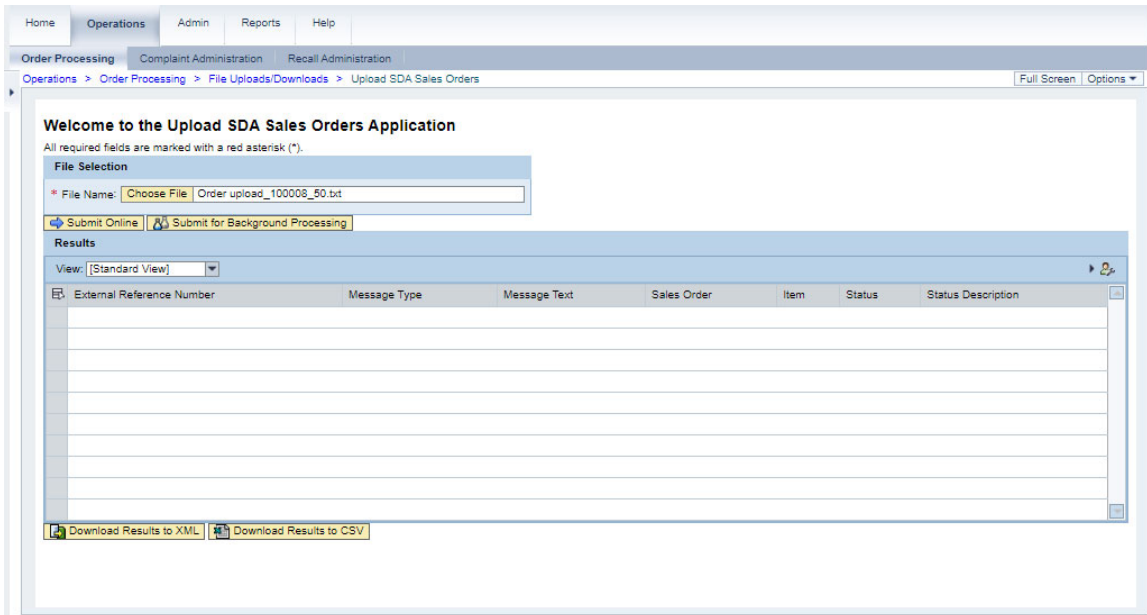 Home Operations Admin Reports Help
Order Processing Complaint Administration Recall Administration
Operations > Order Processing > File Uploads/Downloads > Upload SDA Sales Orders Full Screen Options
Welcome to the Upload SDA Sales Orders Application
All required fields are marked with a red asterisk (*).
File Selection
* File Name: Choose File Order upload_100008_50.txt
Submit Online Submit for Background Processing
Results
View: [Standard View]
External Reference Number Message Type Message Text Sales Order Item Status Status Description
Download Results to XML Download Results to CSV